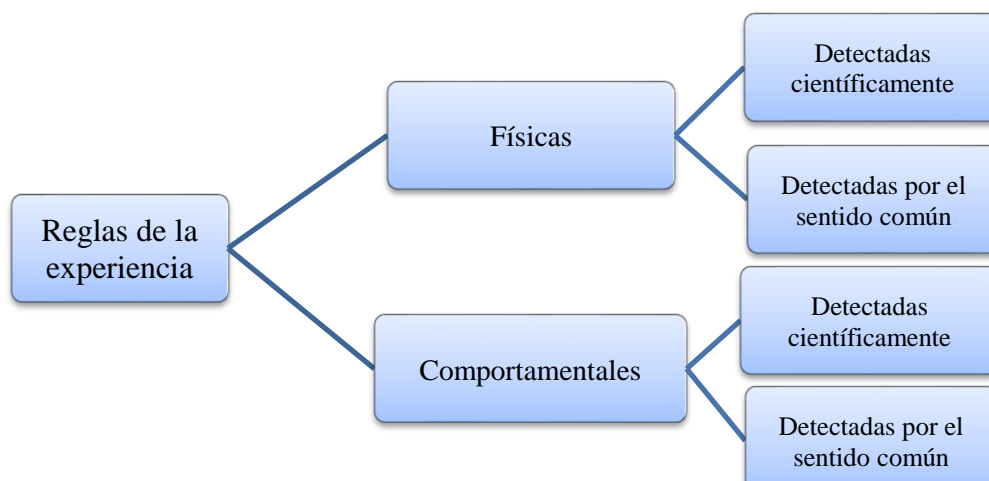 Reglas de la
experiencia
Físicas
Detectadas
científicamente
Detectadas por el
sentido común
Comportamentales
Detectadas
científicamente
Detectadas por el
sentido común